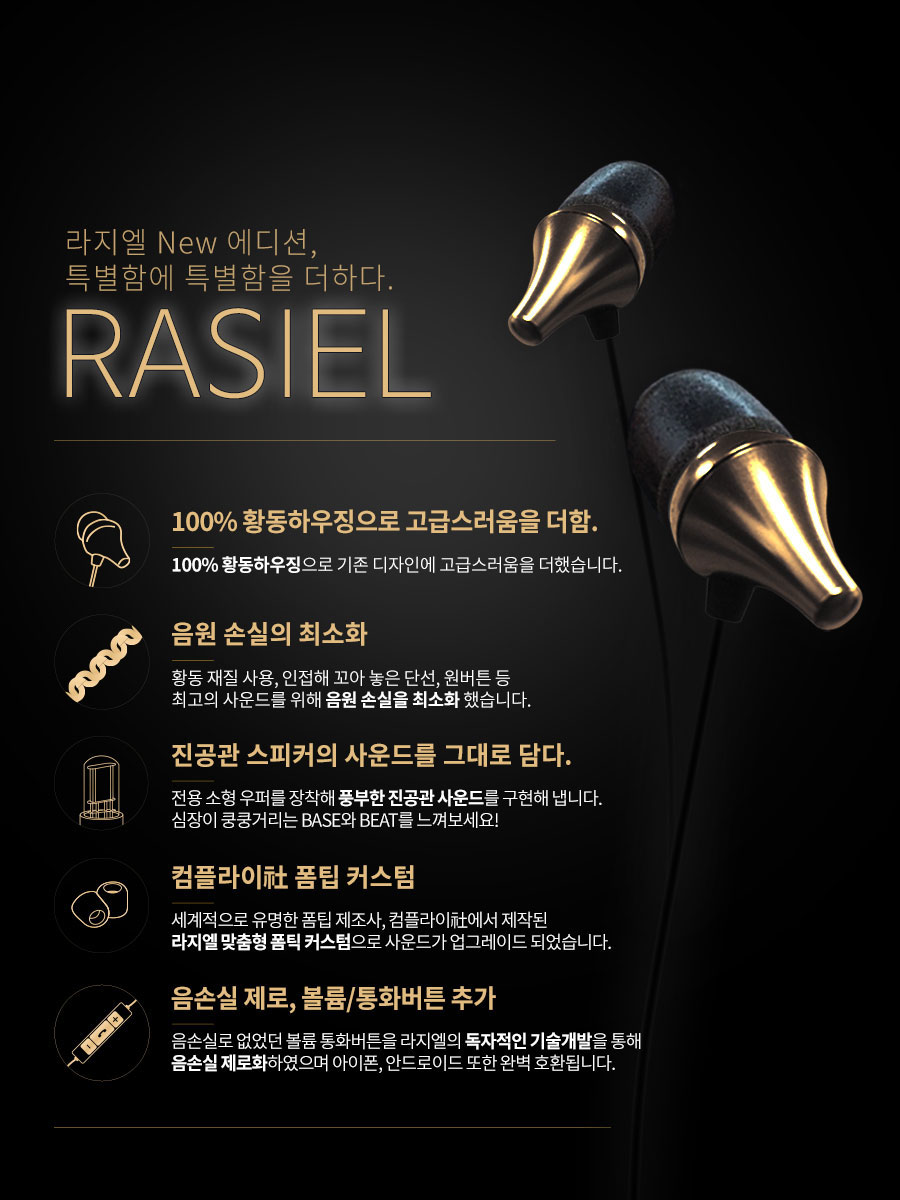 라지엘 New 에디션,
특별함에 특별함을 더하다.
RASIEL
100% 황동하우징으로 고급스러움을 더함.
100% 황동하우징으로 기존 디자인에 고급스러움을 더했습니다.
음원 손실의 최소화
황동 재질 사용, 인접해 꼬아 놓은 단선, 원버튼 등
최고의 사운드를 위해 음원 손실을 최소화 했습니다.
진공관 스피커의 사운드를 그대로 담다.
전용 소형 우퍼를 장착해 풍부한 진공관 사운드를 구현해 냅니다.
심장이 쿵쿵거리는 BASE와 BEAT를 느껴보세요!
컴플라이社 폼팁 커스텀
세계적으로 유명한 폼팁 제조사, 컴플라이社에서 제작된
라지엘 맞춤형 폼틱 커스텀으로 사운드가 업그레이드 되었습니다.
음손실 제로, 볼륨/통화버튼 추가
음손실로 없었던 볼륨 통화버튼을 라지엘의 독자적인 기술개발을 통해
음손실 제로화하였으며 아이폰, 안드로이드 또한 완벽 호환됩니다.